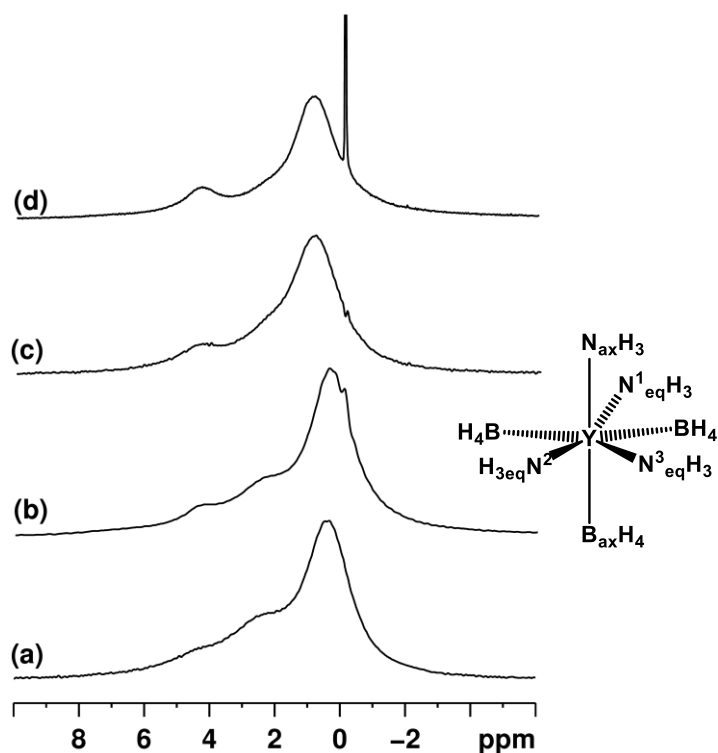 (d)
(c)
(b)
(a)
8 6 4 2 0 −2 ppm
NaxH3
N1eqH3
H4B Y BH4
H3eqN2 N3eqH3
BaxH4